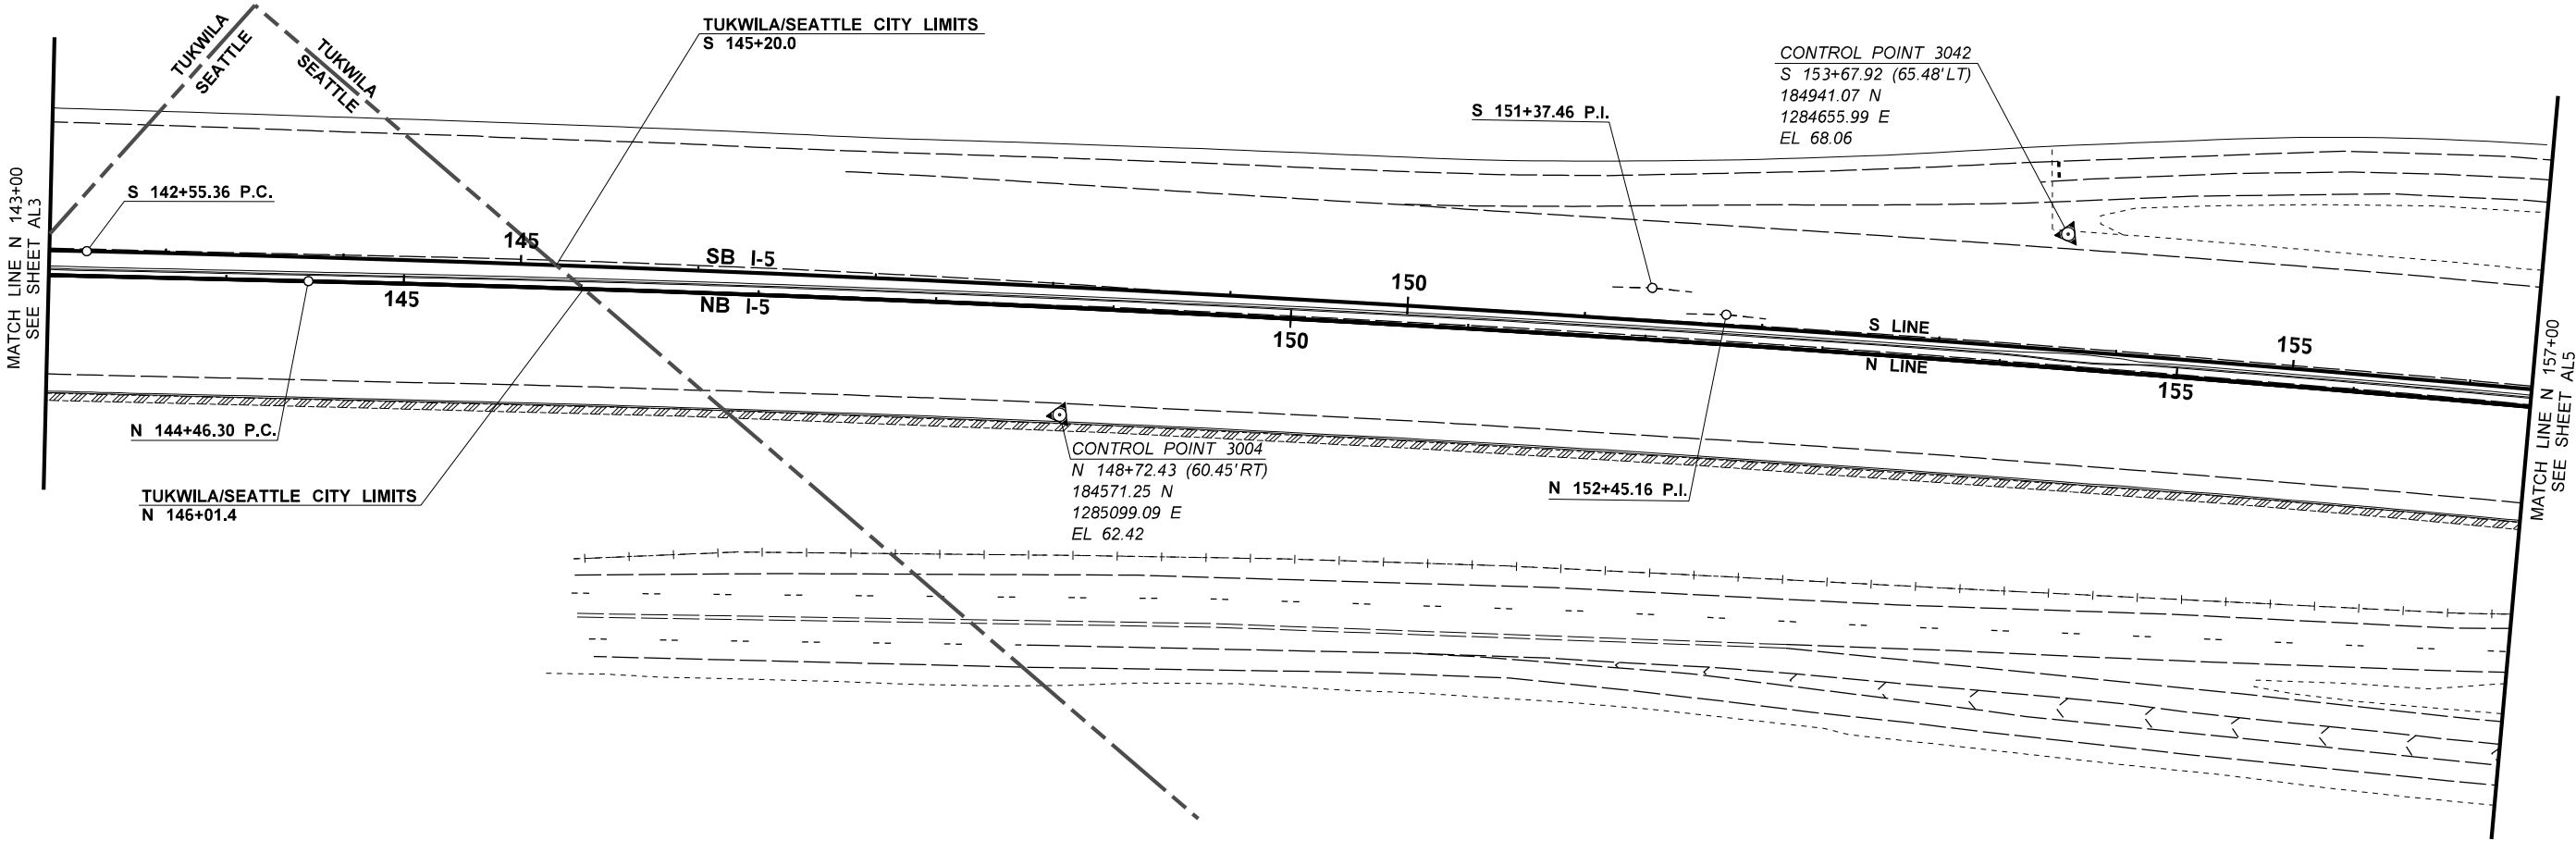 TUKWILA/SEATTLE CITY LIMITS
S 145+20.0
TUKWILA
SEATTLE
TUKWILA
SEATTLE
CONTROL POINT 3042
S 153+67.92 (65.48'LT)
184941.07 N
1284655.99 E
EL 68.06
S 151+37.46 P.I.
MATCH LINE N 143+00
SEE SHEET AL3
S 142+55.36 P.C.
145
SB I-5
150
S LINE
155
145
NB I-5
150
N LINE
155
MATCH LINE N 157+00
SEE SHEET AL5
N 144+46.30 P.C.
CONTROL POINT 3004
N 148+72.43 (60.45'RT)
184571.25 N
1285099.09 E
EL 62.42
N 152+45.16 P.I.
TUKWILA/SEATTLE CITY LIMITS
N 146+01.4